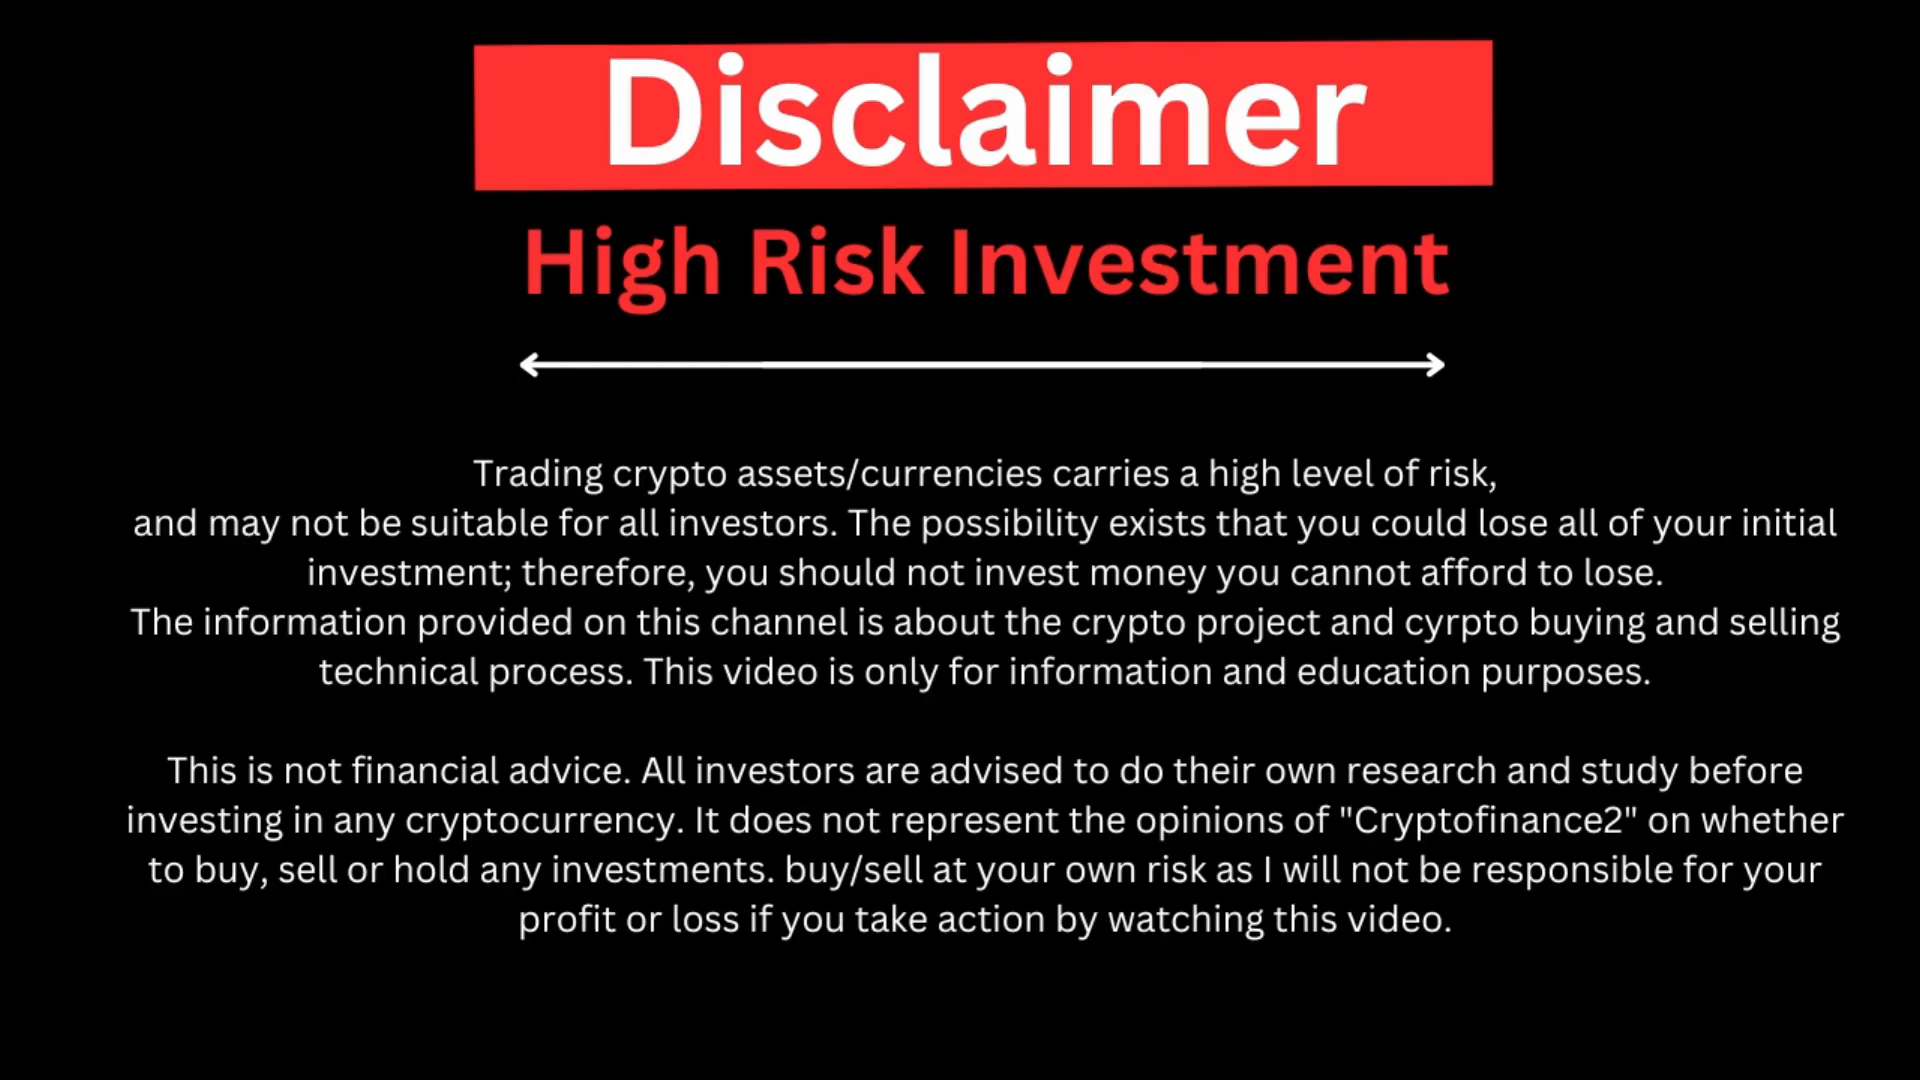 Disclaimer
High Risk Investment
Trading crypto assets/currencies carries a high level of risk,
and may not be suitable for all investors. The possibility exists that you could lose all of your initial
investment; therefore, you should not invest money you cannot afford to lose.
The information provided on this channel is about the crypto project and cyrpto buying and selling
technical process. This video is only for information and education purposes.
This is not financial advice. All investors are advised to do their own research and study before
investing in any cryptocurrency. It does not represent the opinions of "Cryptofinance2" on whether
to buy, sell or hold any investments. buy/sell at your own risk as I will not be responsible for your
profit or loss if you take action by watching this video.